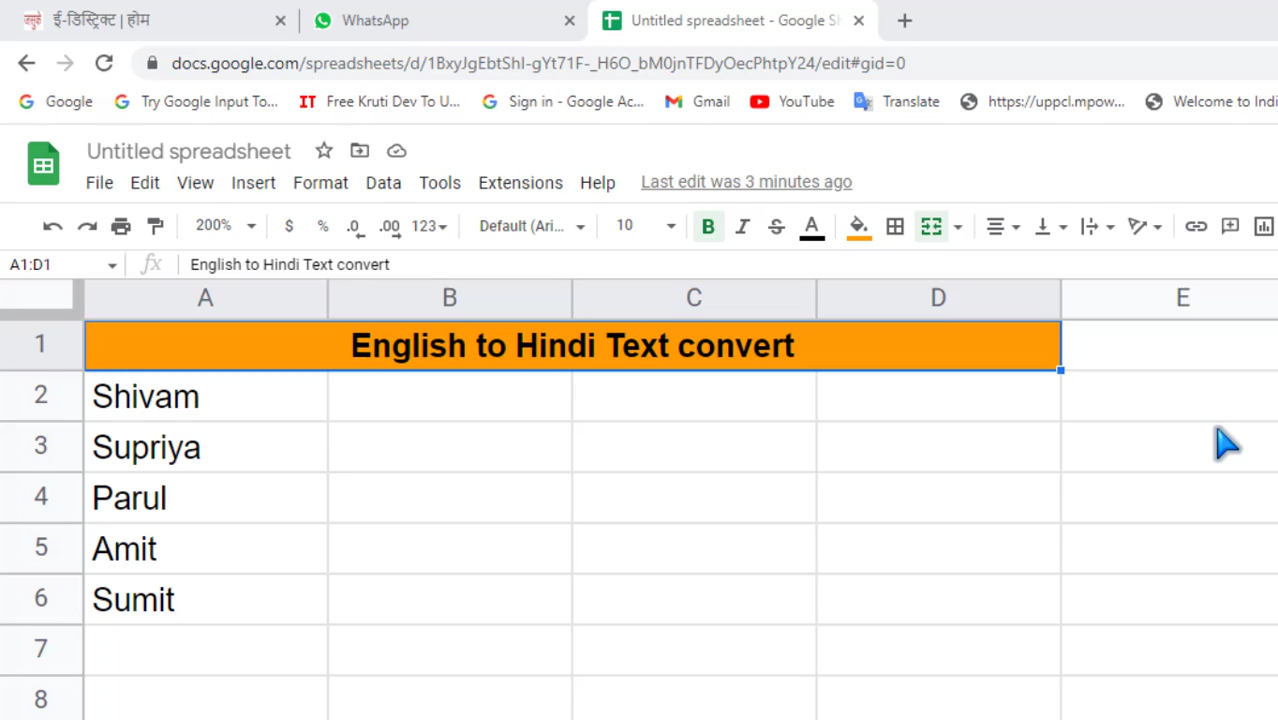 ई-डिस्ट्रिक्ट | होम
WhatsApp
Untitled spreadsheet - Google Sh
docs.google.com/spreadsheets/d/1BxyJgEbtShI-gYt71F-_H6O_bM0jnTFDyOecPhtpY24/edit#gid=0
Google
Try Google Input To...
IT Free Kruti Dev To U...
Sign in - Google Ac...
Gmail
YouTube
Translate
https://uppcl.mpow...
Welcome to Indi
Untitled spreadsheet
File Edit View Insert Format Data Tools Extensions Help Last edit was 3 minutes ago
200% $ % .0 .00 123 Default (Ari... 10 B I S A
A1:D1 fx English to Hindi Text convert
A B C D E
1 English to Hindi Text convert
2 Shivam
3 Supriya
4 Parul
5 Amit
6 Sumit
7
8